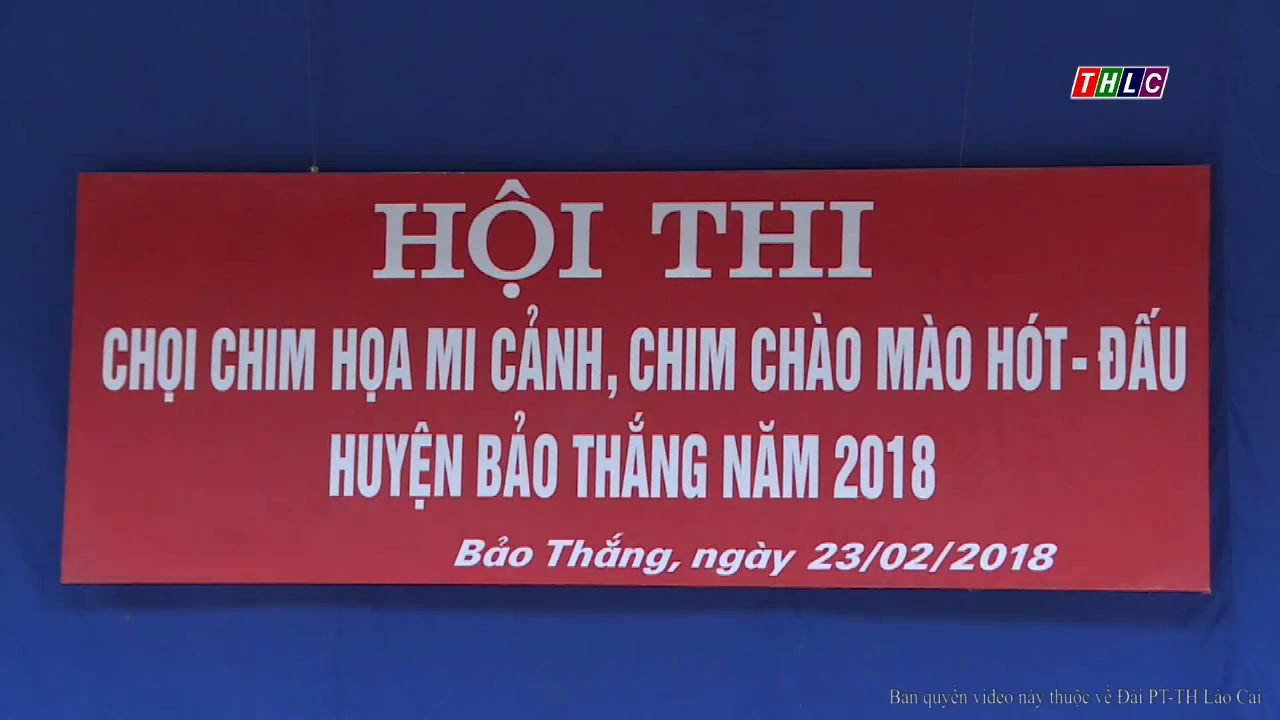 THLC
HỘI THI
CHỌI CHIM HỌA MI CẢNH, CHIM CHÀO MÀO HÓT - ĐẤU
HUYỆN BẢO THẮNG NĂM 2018
Bảo Thắng, ngày 23/02/2018
Bản quyền video này thuộc về Đài PT-TH Lào Cai